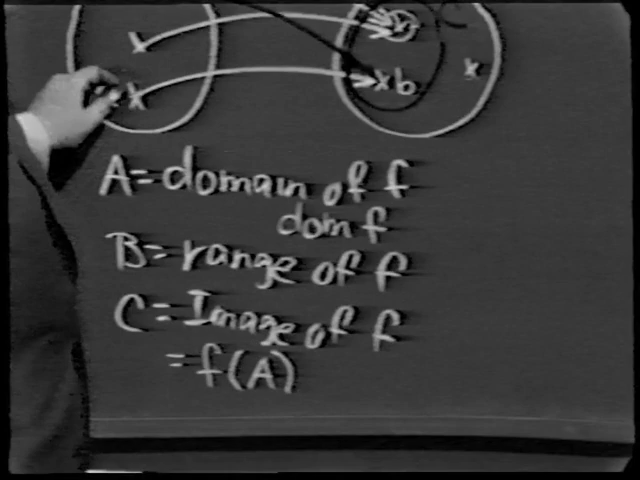 C
x
x
x b
x
A = domain of f
dom f
B = range of f
C = Image of f
= f(A)